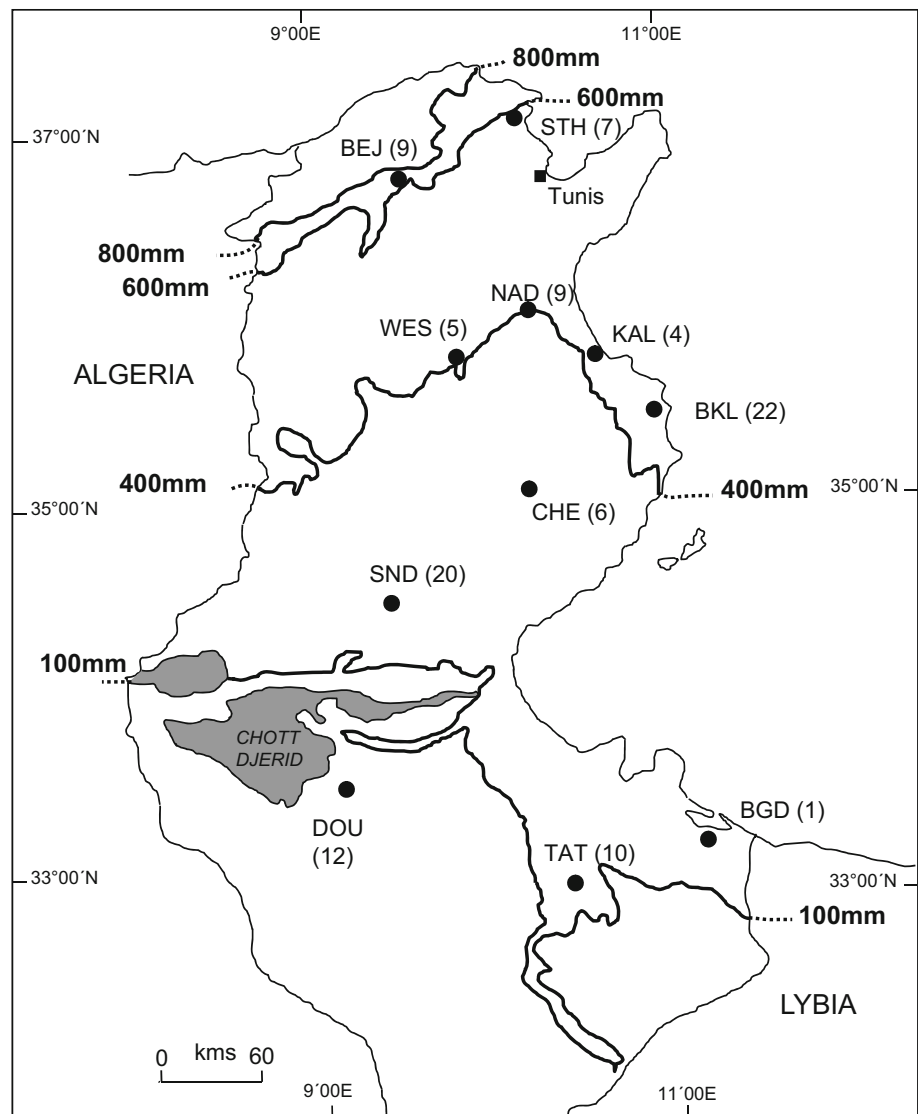 9°00E
11°00E
800mm
600mm
37°00´N
STH (7)
BEJ (9)
Tunis
800mm
600mm
NAD (9)
WES (5)
KAL (4)
ALGERIA
BKL (22)
400mm
35°00´N
400mm
35°00´N
CHE (6)
SND (20)
100mm
CHOTT
DJERID
BGD (1)
DOU
(12)
TAT (10)
33°00´N
33°00´N
100mm
LYBIA
0 kms 60
9´00E
11´00E